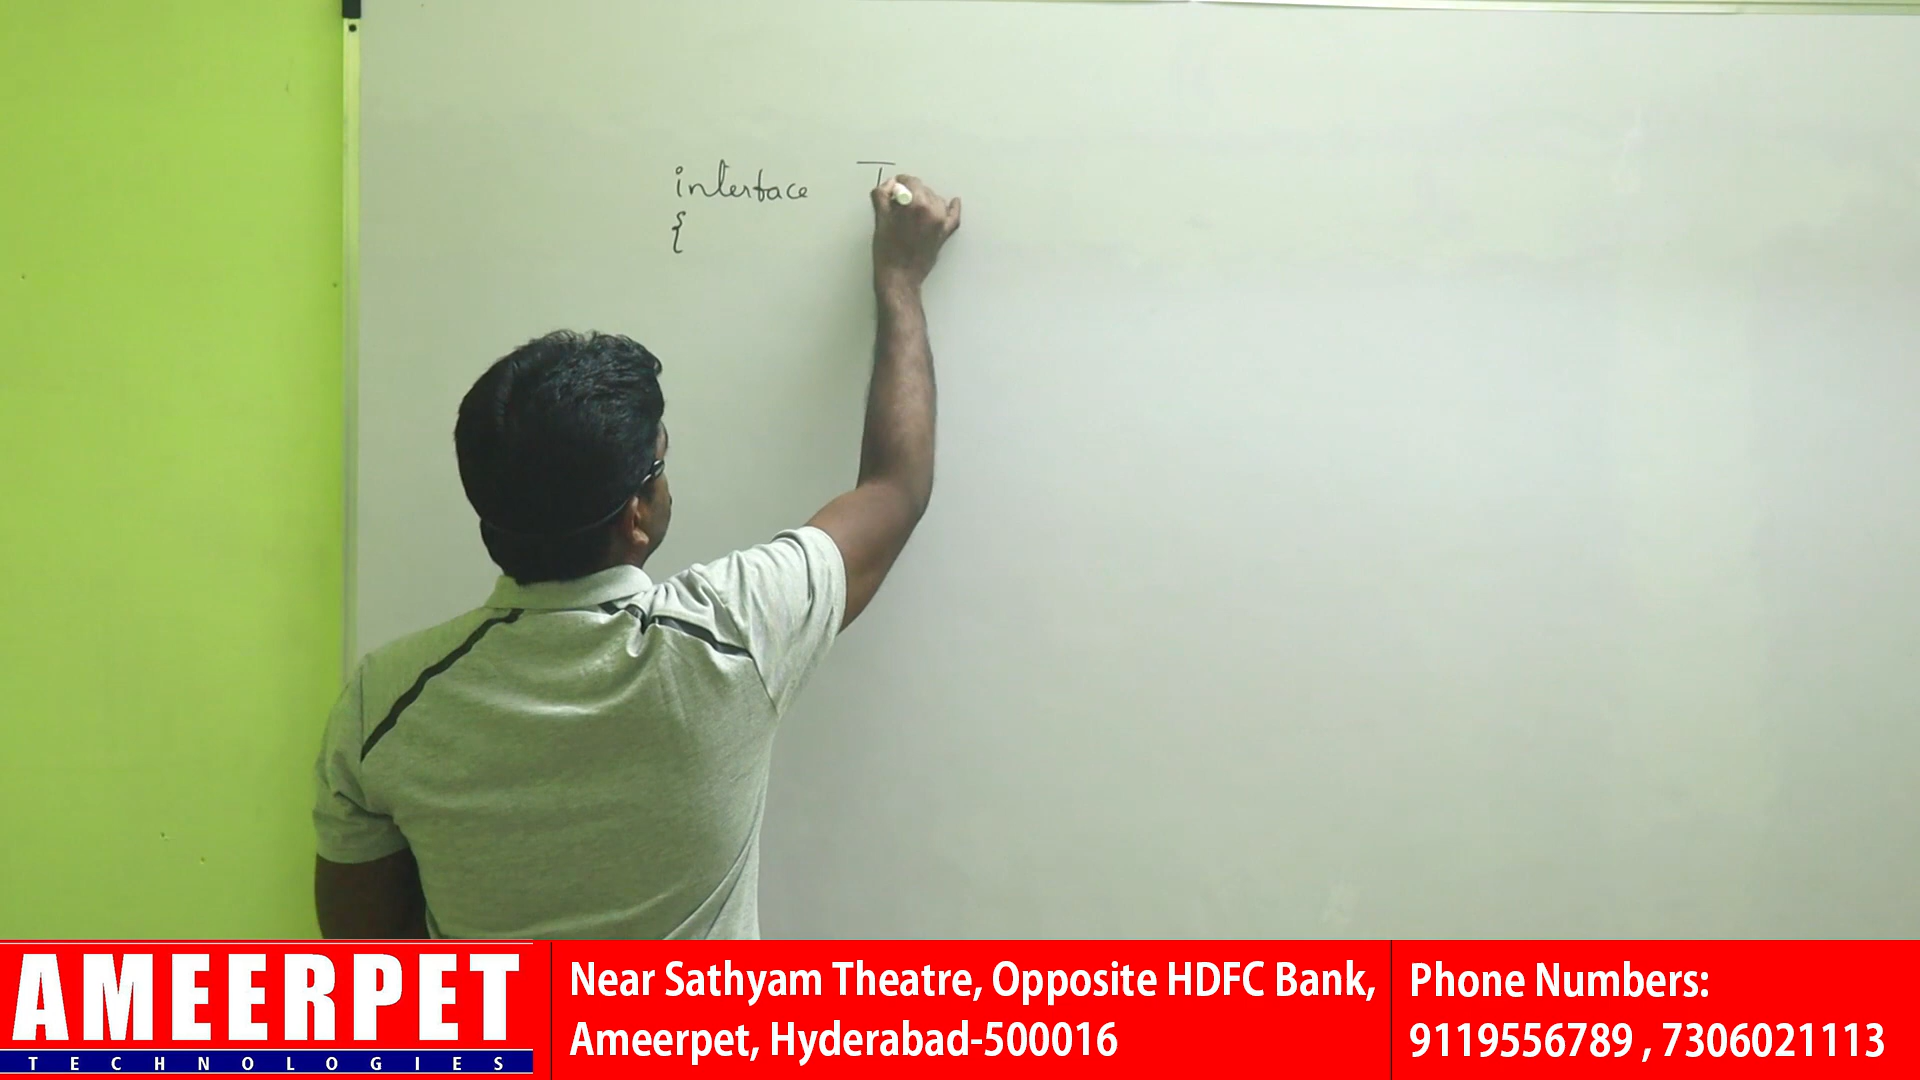 interface I
{
AMEERPET
TECHNOLOGIES
Near Sathyam Theatre, Opposite HDFC Bank,
Ameerpet, Hyderabad-500016
Phone Numbers:
9119556789 , 7306021113